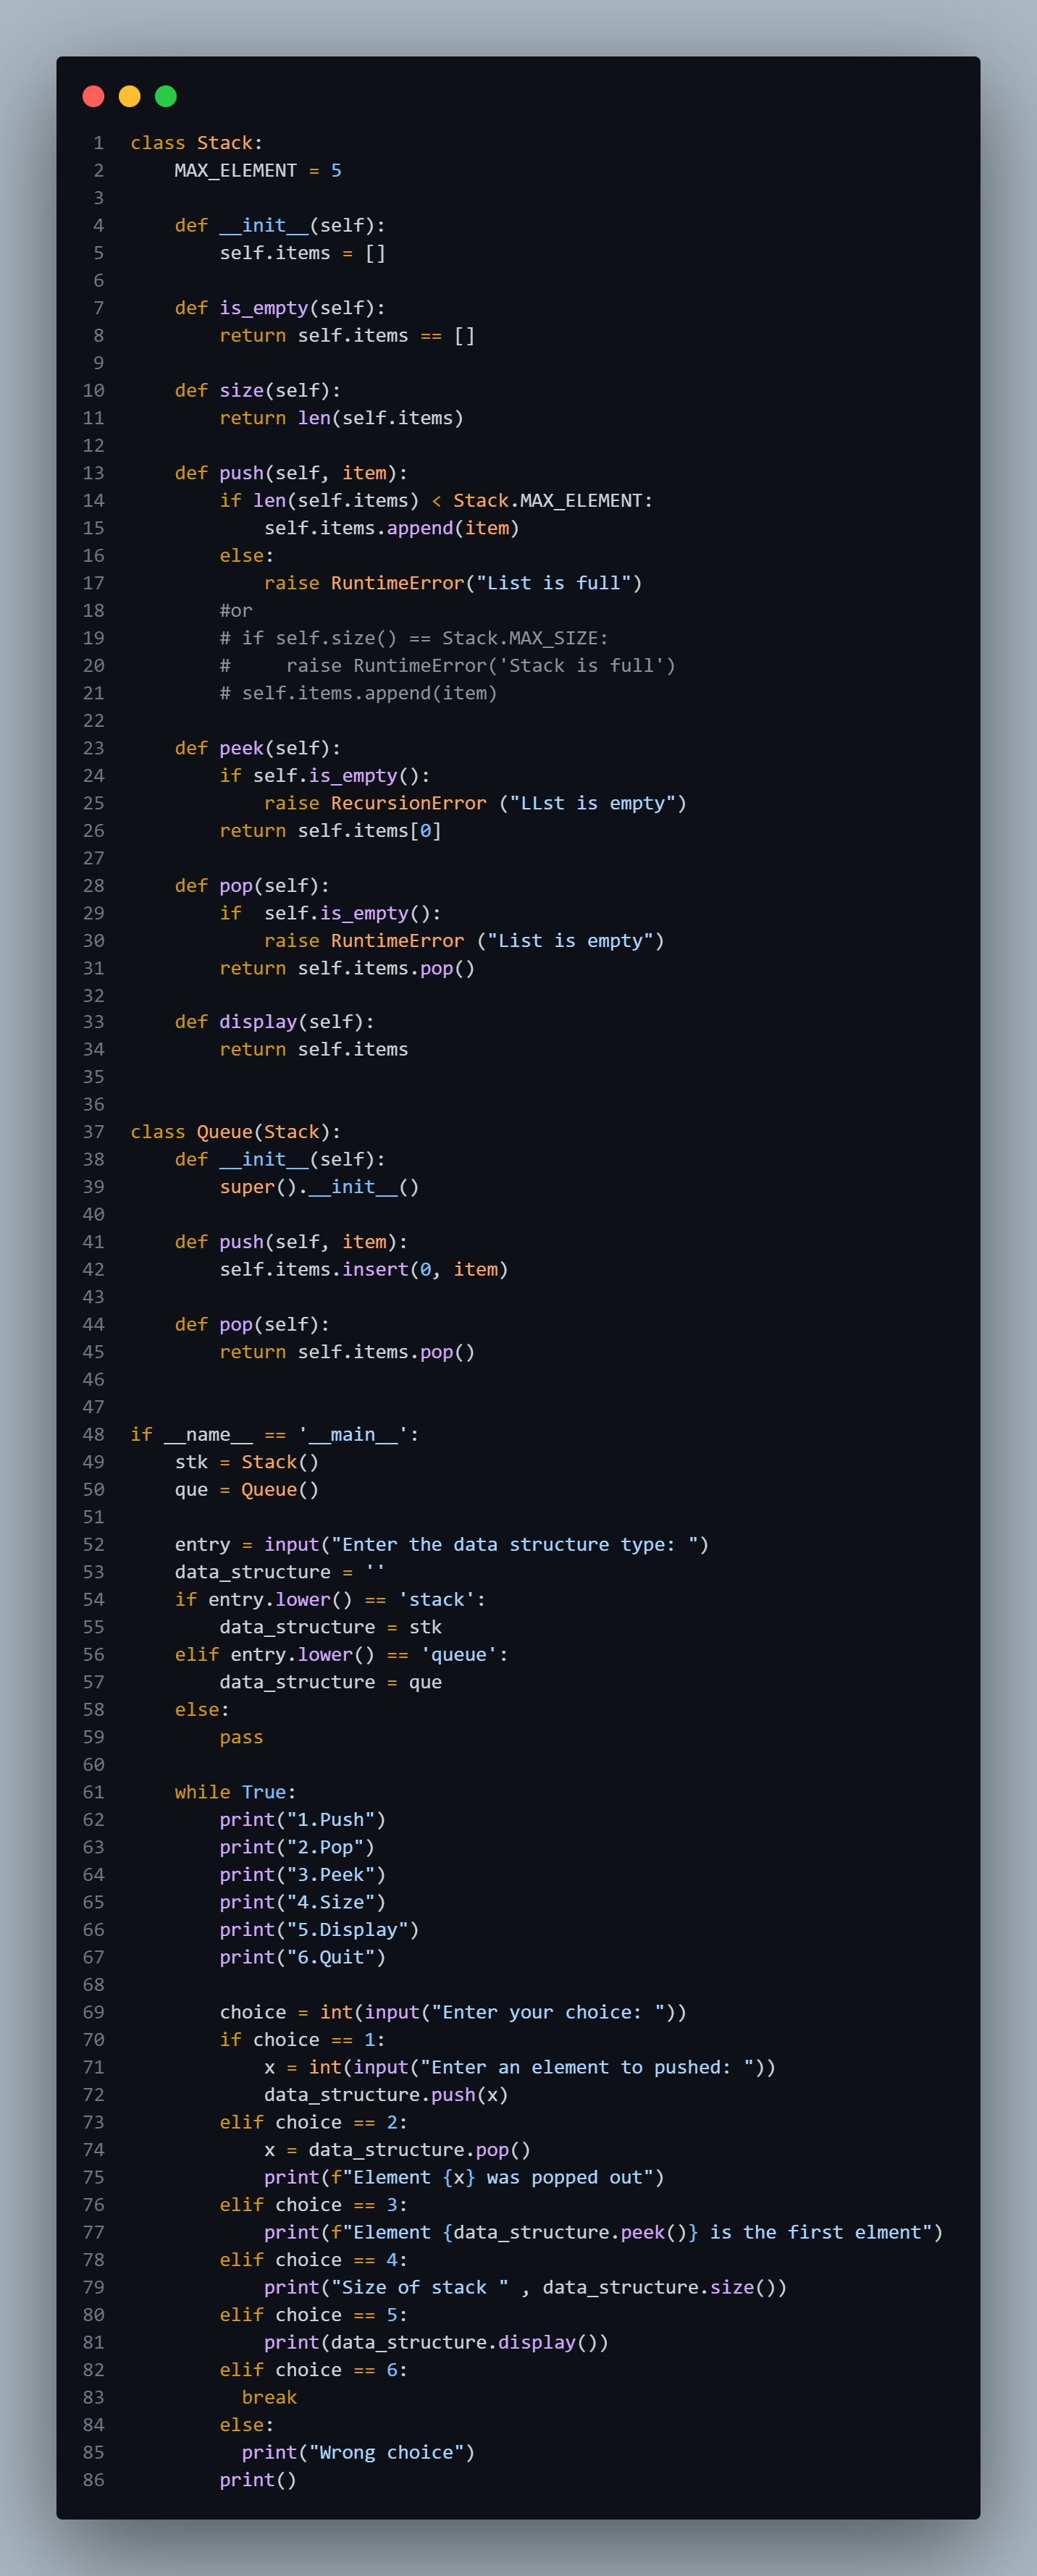 1 class Stack:
2     MAX_ELEMENT = 5
3
4     def __init__(self):
5         self.items = []
6
7     def is_empty(self):
8         return self.items == []
9
10     def size(self):
11         return len(self.items)
12
13     def push(self, item):
14         if len(self.items) < Stack.MAX_ELEMENT:
15             self.items.append(item)
16         else:
17             raise RuntimeError("List is full")
18         #or
19         # if self.size() == Stack.MAX_SIZE:
20         #     raise RuntimeError('Stack is full')
21         # self.items.append(item)
22
23     def peek(self):
24         if self.is_empty():
25             raise RecursionError ("LLst is empty")
26         return self.items[0]
27
28     def pop(self):
29         if  self.is_empty():
30             raise RuntimeError ("List is empty")
31         return self.items.pop()
32
33     def display(self):
34         return self.items
35
36
37 class Queue(Stack):
38     def __init__(self):
39         super().__init__()
40
41     def push(self, item):
42         self.items.insert(0, item)
43
44     def pop(self):
45         return self.items.pop()
46
47
48 if __name__ == '__main__':
49     stk = Stack()
50     que = Queue()
51
52     entry = input("Enter the data structure type: ")
53     data_structure = ''
54     if entry.lower() == 'stack':
55         data_structure = stk
56     elif entry.lower() == 'queue':
57         data_structure = que
58     else:
59         pass
60
61     while True:
62         print("1.Push")
63         print("2.Pop")
64         print("3.Peek")
65         print("4.Size")
66         print("5.Display")
67         print("6.Quit")
68
69         choice = int(input("Enter your choice: "))
70         if choice == 1:
71             x = int(input("Enter an element to pushed: "))
72             data_structure.push(x)
73         elif choice == 2:
74             x = data_structure.pop()
75             print(f"Element {x} was popped out")
76         elif choice == 3:
77             print(f"Element {data_structure.peek()} is the first elment")
78         elif choice == 4:
79             print("Size of stack " , data_structure.size())
80         elif choice == 5:
81             print(data_structure.display())
82         elif choice == 6:
83           break
84         else:
85           print("Wrong choice")
86         print()